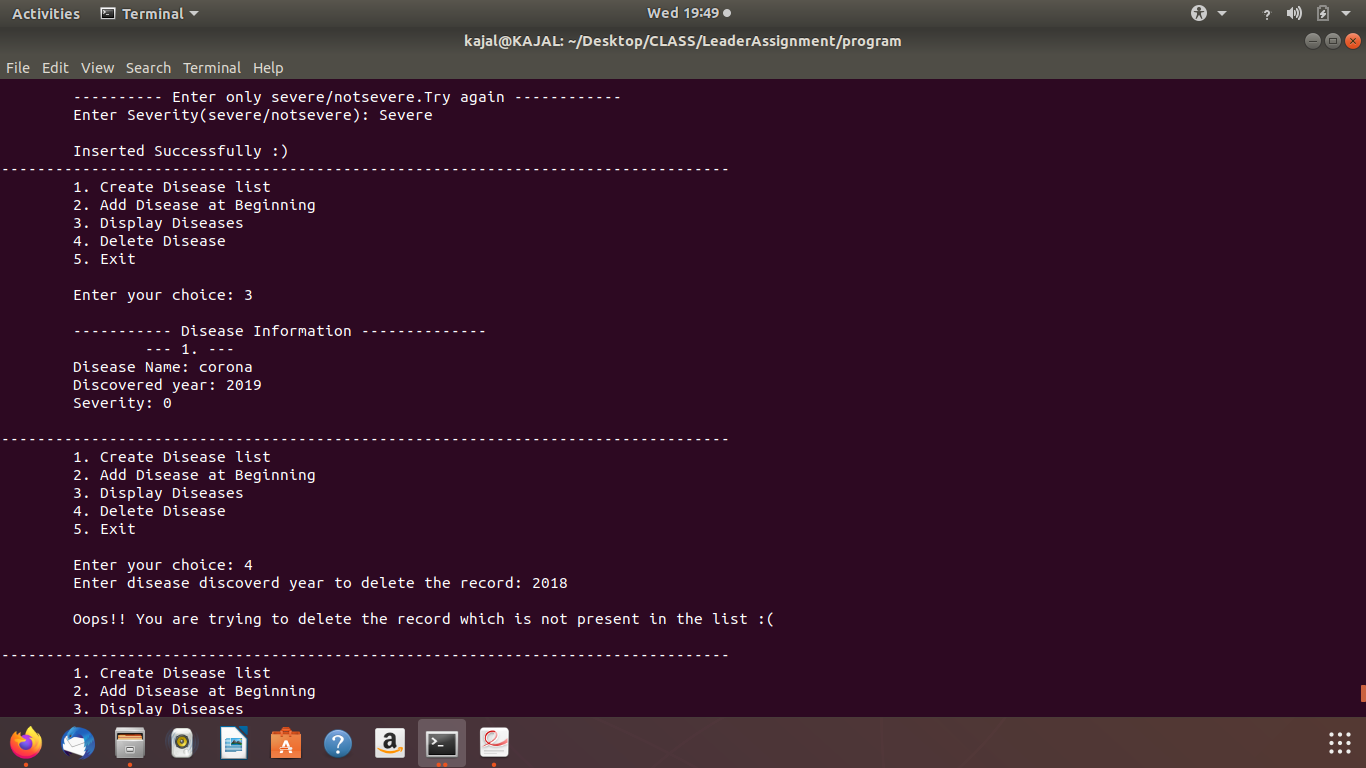 Activities Terminal Wed 19:49
kajal@KAJAL: ~/Desktop/CLASS/LeaderAssignment/program
File Edit View Search Terminal Help
---------- Enter only severe/notsevere.Try again ------------
Enter Severity(severe/notsevere): Severe
Inserted Successfully :)
---------------------------------------------------------------------------------
1. Create Disease list
2. Add Disease at Beginning
3. Display Diseases
4. Delete Disease
5. Exit
Enter your choice: 3
----------- Disease Information --------------
--- 1. ---
Disease Name: corona
Discovered year: 2019
Severity: 0
---------------------------------------------------------------------------------
1. Create Disease list
2. Add Disease at Beginning
3. Display Diseases
4. Delete Disease
5. Exit
Enter your choice: 4
Enter disease discoverd year to delete the record: 2018
Oops!! You are trying to delete the record which is not present in the list :(
---------------------------------------------------------------------------------
1. Create Disease list
2. Add Disease at Beginning
3. Display Diseases